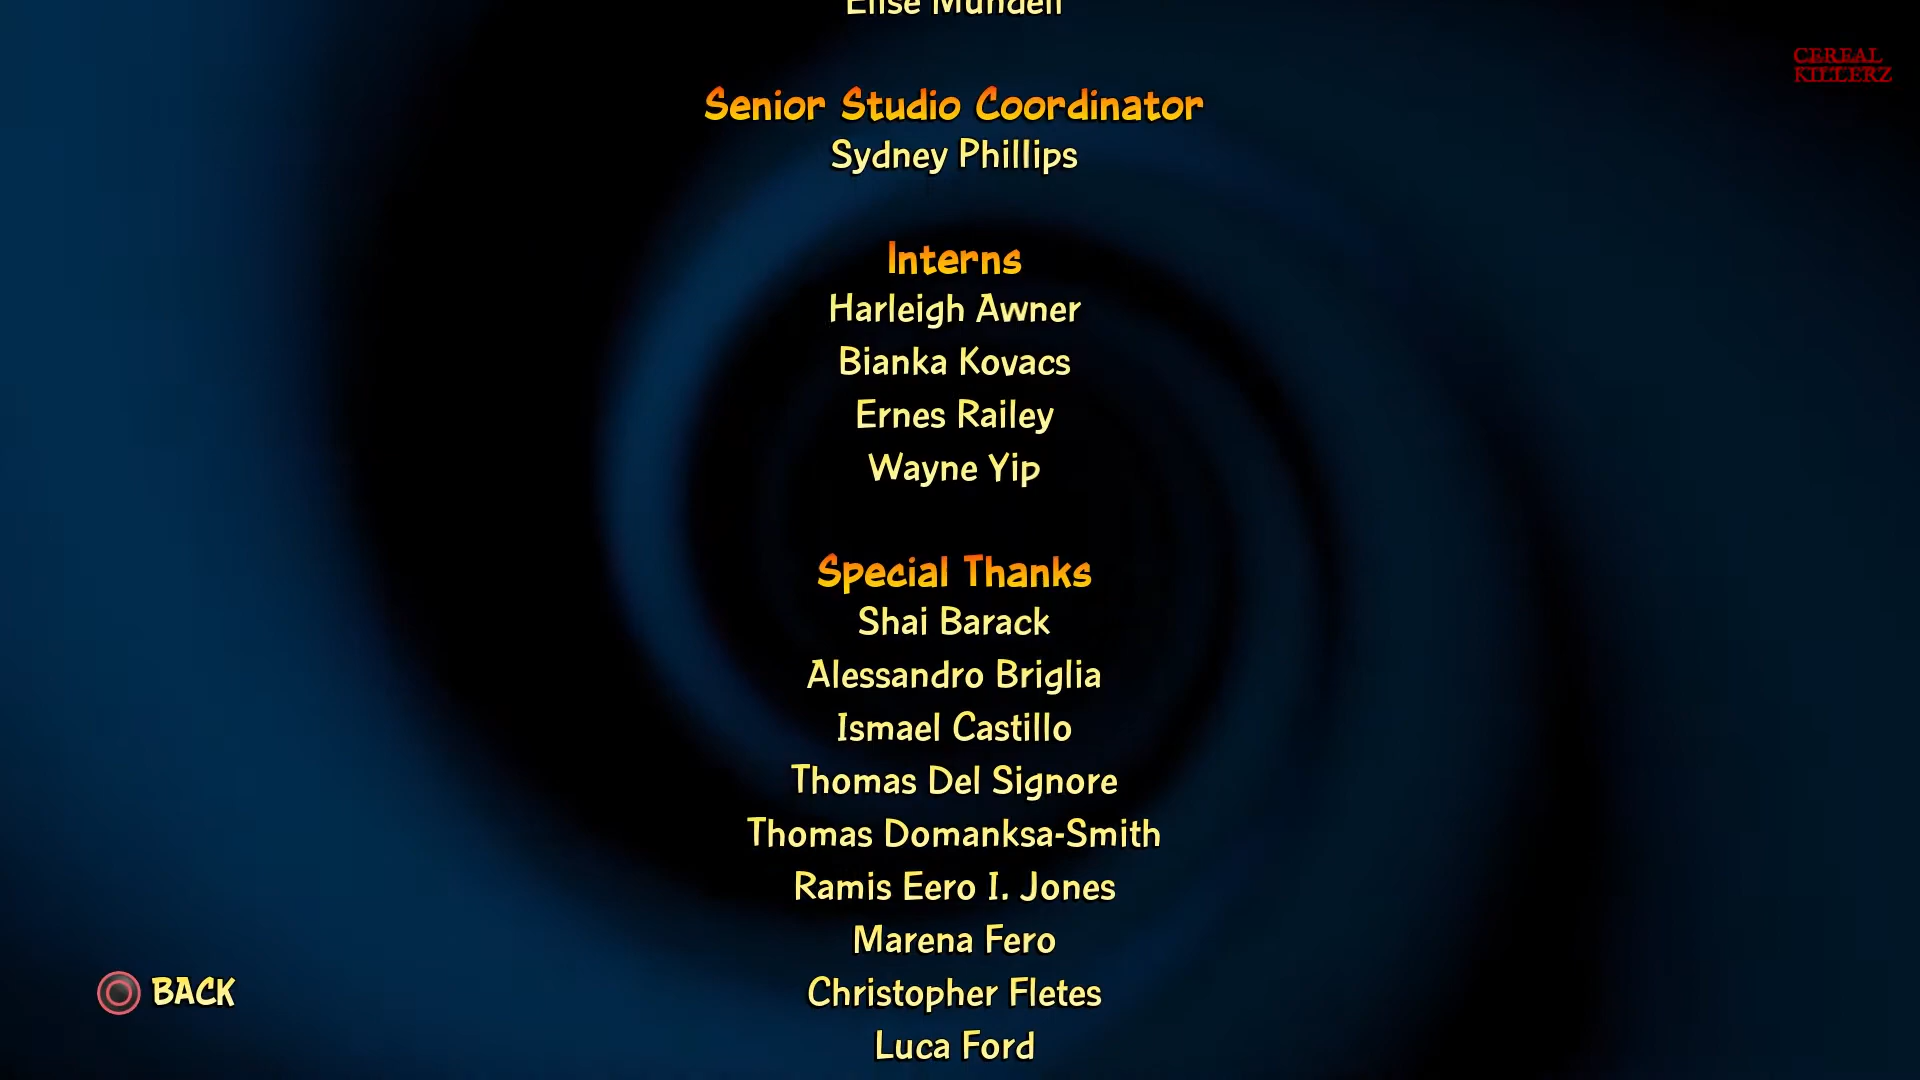 Elise Mundell
CEREAL
KILLERZ
Senior Studio Coordinator
Sydney Phillips
Interns
Harleigh Awner
Bianka Kovacs
Ernes Railey
Wayne Yip
Special Thanks
Shai Barack
Alessandro Briglia
Ismael Castillo
Thomas Del Signore
Thomas Domanksa-Smith
Ramis Eero I. Jones
Marena Fero
Christopher Fletes
BACK
Luca Ford